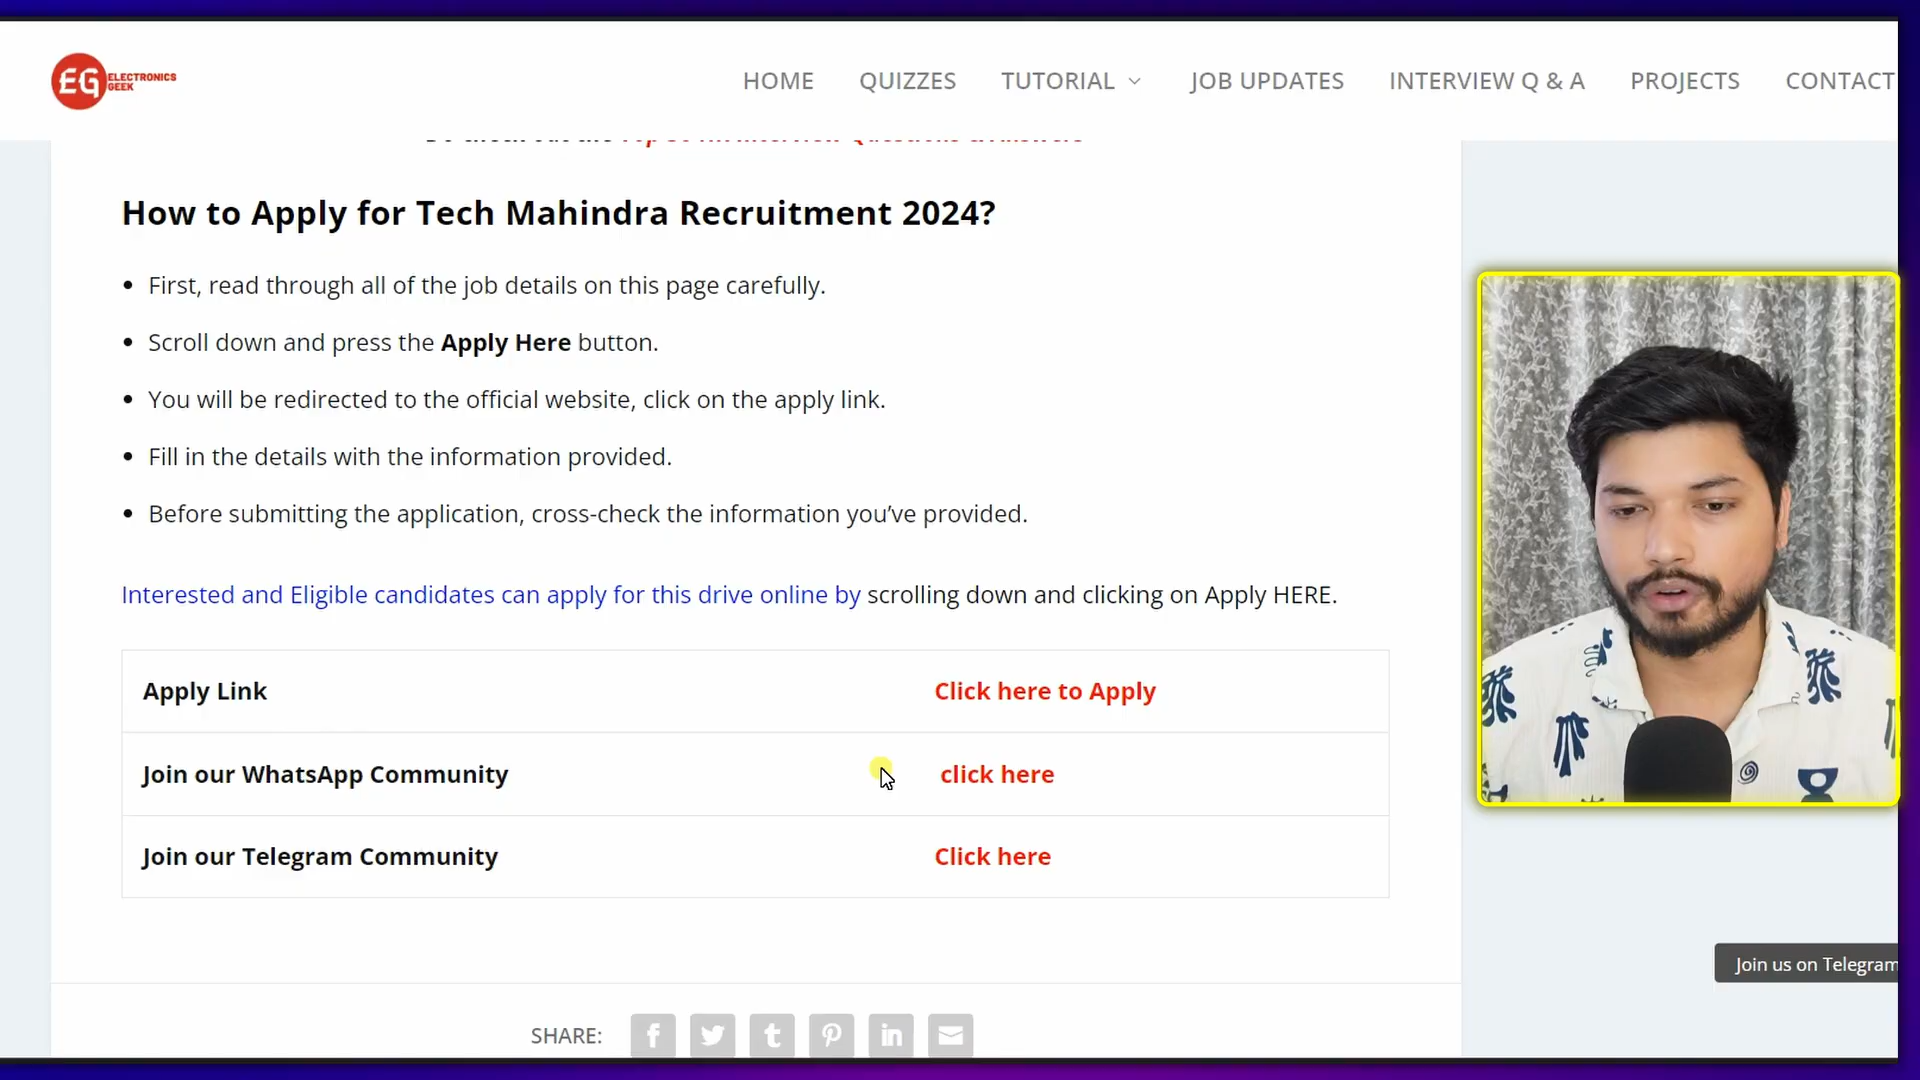 EG ELECTRONICS GEEK
HOME QUIZZES TUTORIAL JOB UPDATES INTERVIEW Q & A PROJECTS CONTACT
How to Apply for Tech Mahindra Recruitment 2024?
• First, read through all of the job details on this page carefully.
• Scroll down and press the Apply Here button.
• You will be redirected to the official website, click on the apply link.
• Fill in the details with the information provided.
• Before submitting the application, cross-check the information you’ve provided.
Interested and Eligible candidates can apply for this drive online by scrolling down and clicking on Apply HERE.
Apply Link Click here to Apply
Join our WhatsApp Community click here
Join our Telegram Community Click here
Join us on Telegram
SHARE: